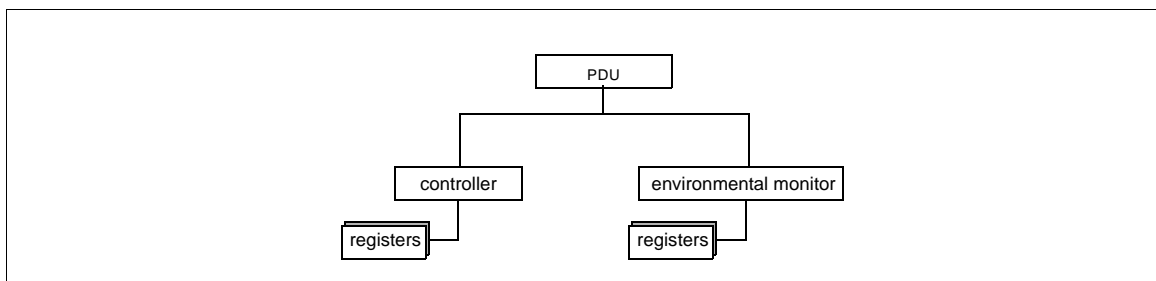 PDU
controller
environmental monitor
registers
registers